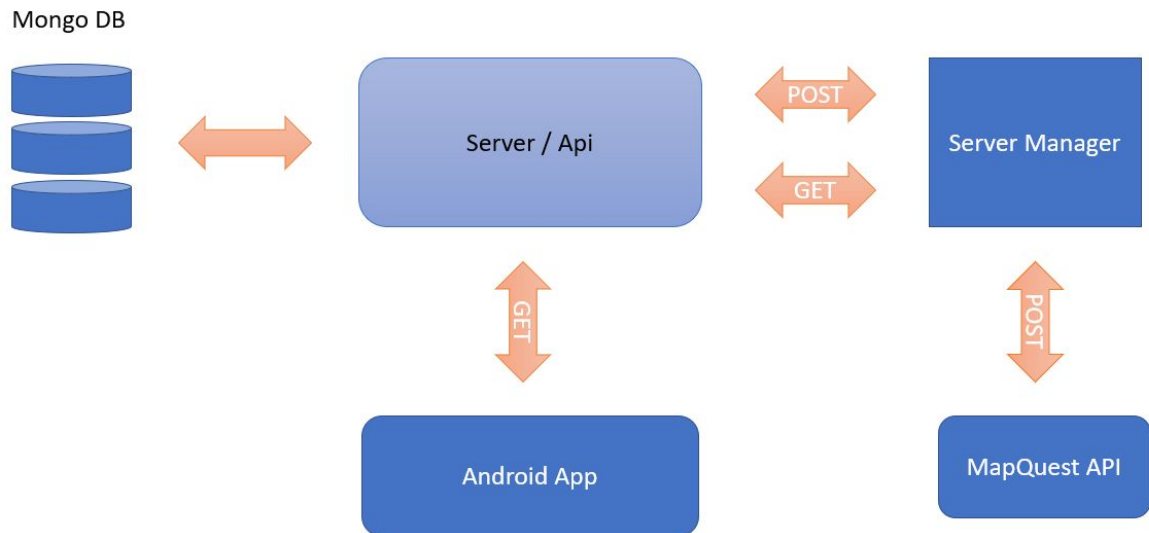 Mongo DB
Server / Api
POST
GET
Server Manager
GET
POST
Android App
MapQuest API